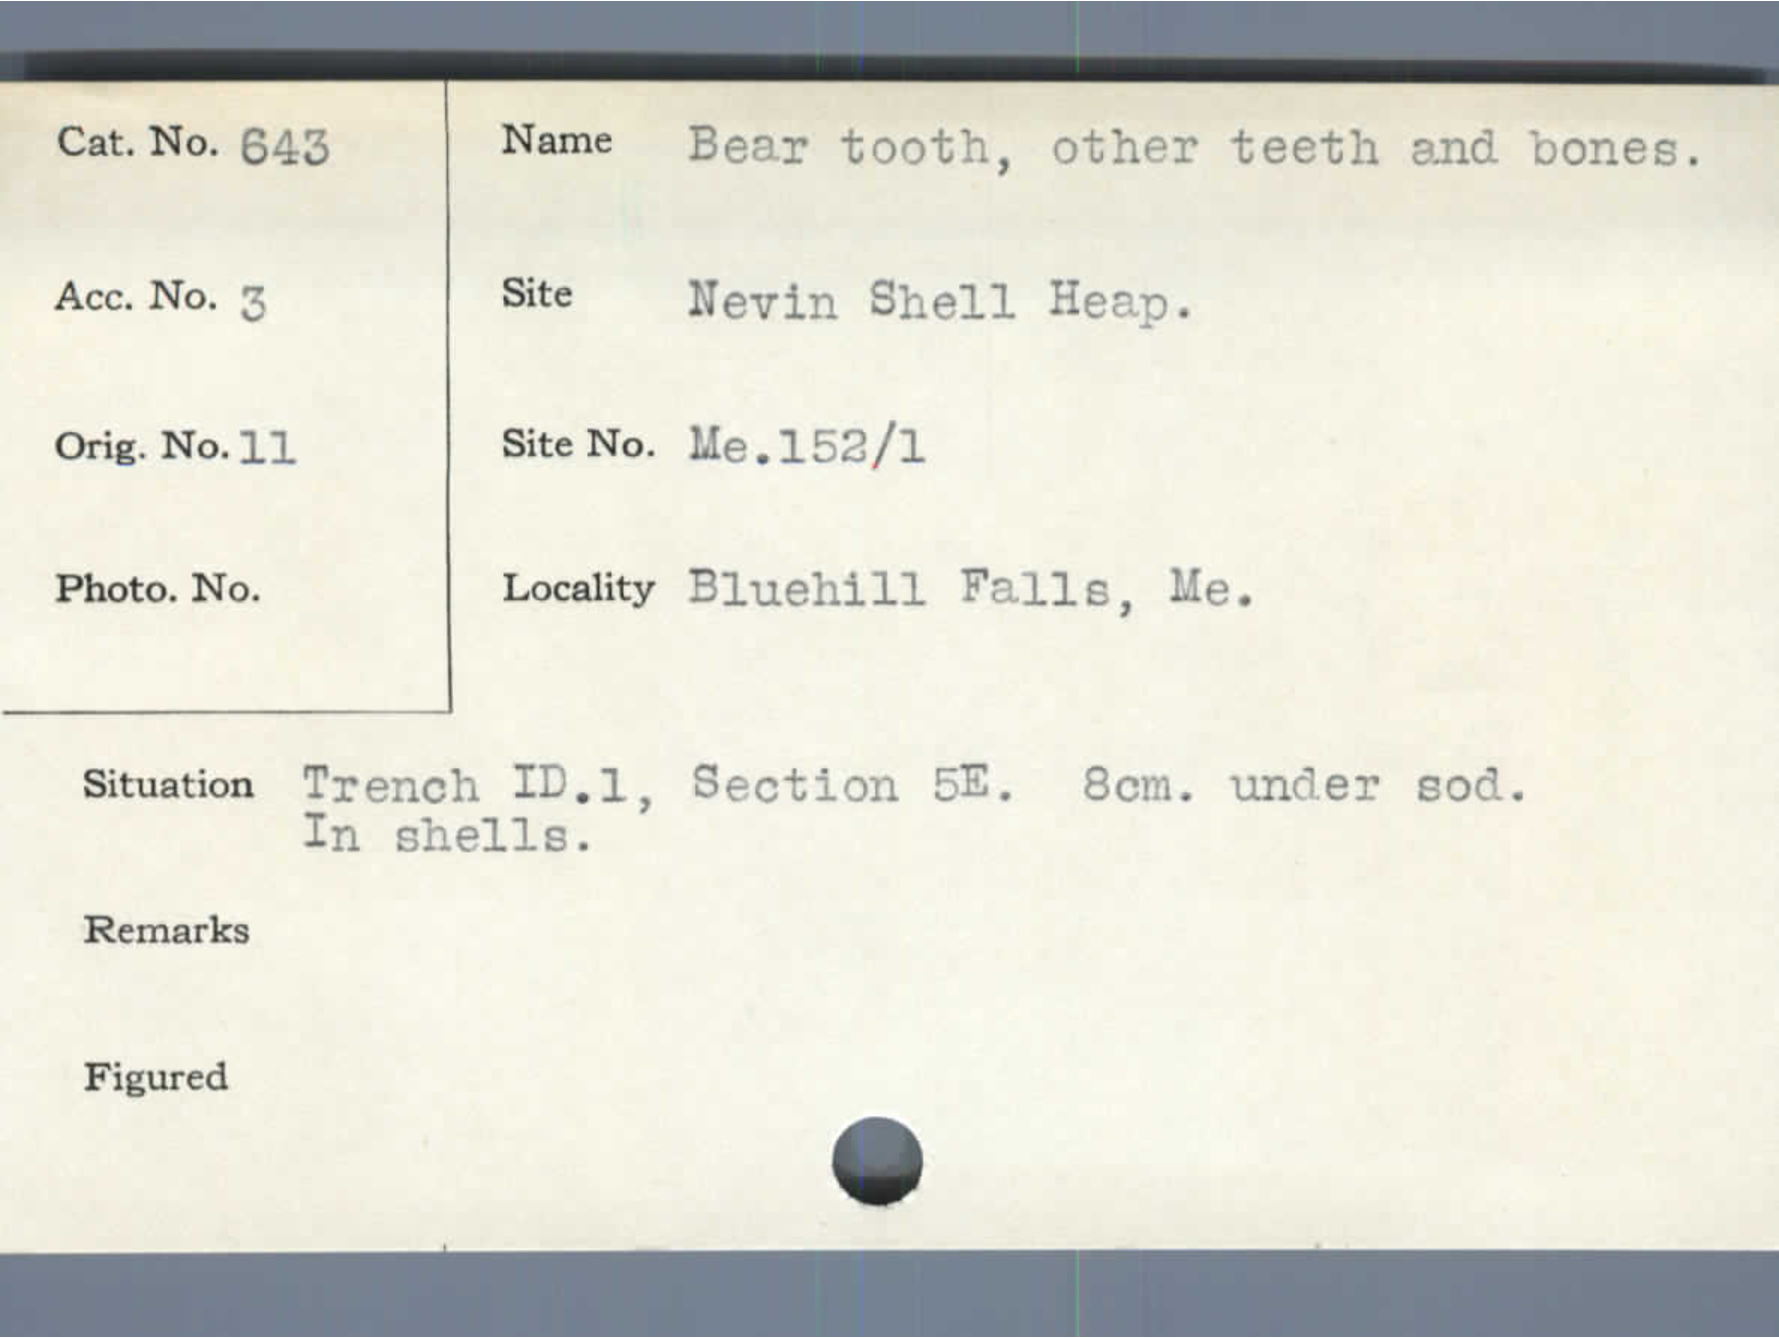 Cat. No. 643
Name Bear tooth, other teeth and bones.
Acc. No. 3
Site Nevin Shell Heap.
Orig. No. 11
Site No. Me.152/1
Photo. No.
Locality Bluehill Falls, Me.
Situation Trench ID.1, Section 5E. 8cm. under sod.
In shells.
Remarks
Figured